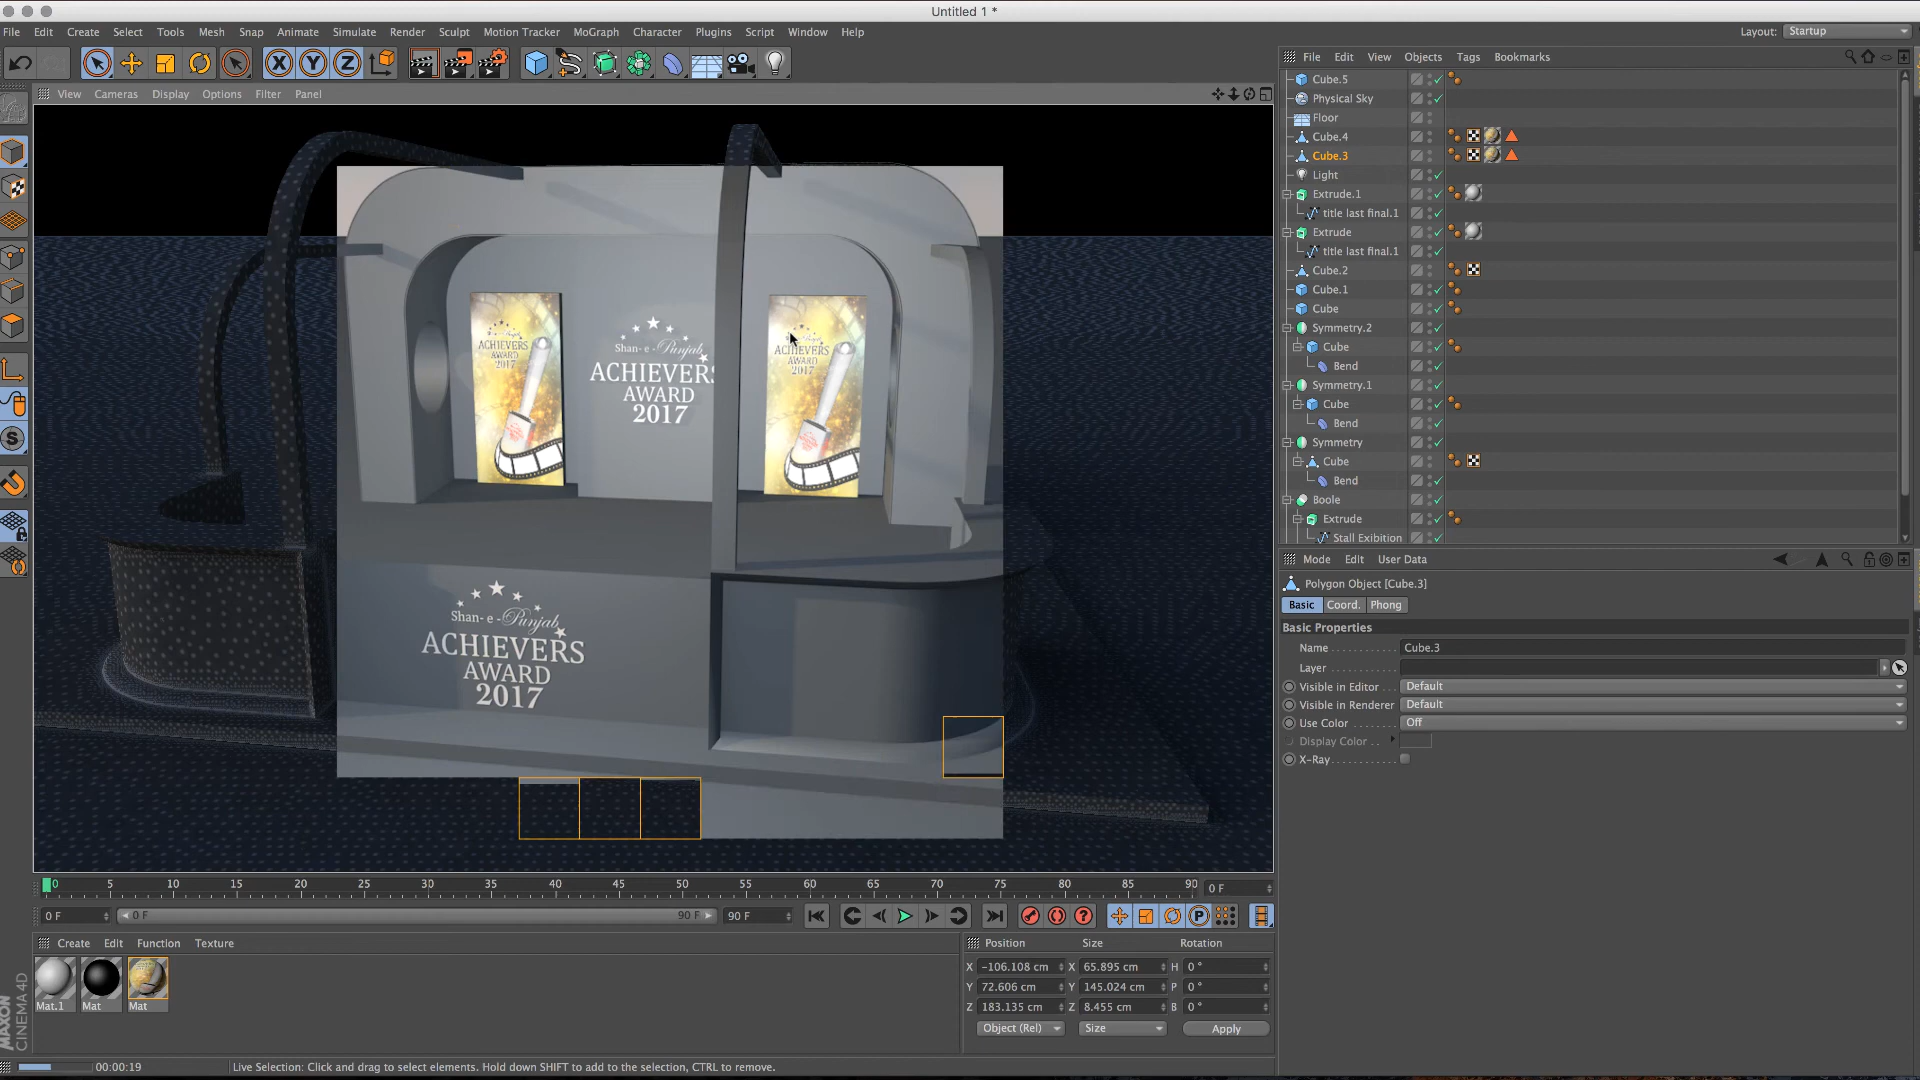 Untitled 1 *
File Edit Create Select Tools Mesh Snap Animate Simulate Render Sculpt Motion Tracker MoGraph Character Plugins Script Window Help
Layout: Startup
X Y Z
View Cameras Display Options Filter Panel
File Edit View Objects Tags Bookmarks
Cube.5
Physical Sky
Floor
Cube.4
Cube.3
Light
Extrude.1
title last final.1
Extrude
title last final.1
Cube.2
Cube.1
Cube
Symmetry.2
Cube
Bend
Symmetry.1
Cube
Bend
Symmetry
Cube
Bend
Boole
Extrude
Stall Exibition
ACHIEVERS
AWARD
2017
Shan- e - Punjab
ACHIEVERS
AWARD
2017
ACHIEVERS
AWARD
2017
Shan- e - Punjab
ACHIEVERS
AWARD
2017
Mode Edit User Data
Polygon Object [Cube.3]
Basic Coord. Phong
Basic Properties
Name Cube.3
Layer
Visible in Editor Default
Visible in Renderer Default
Use Color Off
Display Color
X-Ray
0 5 10 15 20 25 30 35 40 45 50 55 60 65 70 75 80 85 90 0 F
0 F 0 F 90 F 90 F
Create Edit Function Texture
Mat.1 Mat Mat
Position Size Rotation
X -106.108 cm X 65.895 cm H 0 °
Y 72.606 cm Y 145.024 cm P 0 °
Z 183.135 cm Z 8.455 cm B 0 °
Object (Rel) Size Apply
MAXON
CINEMA4D
00:00:19 Live Selection: Click and drag to select elements. Hold down SHIFT to add to the selection, CTRL to remove.